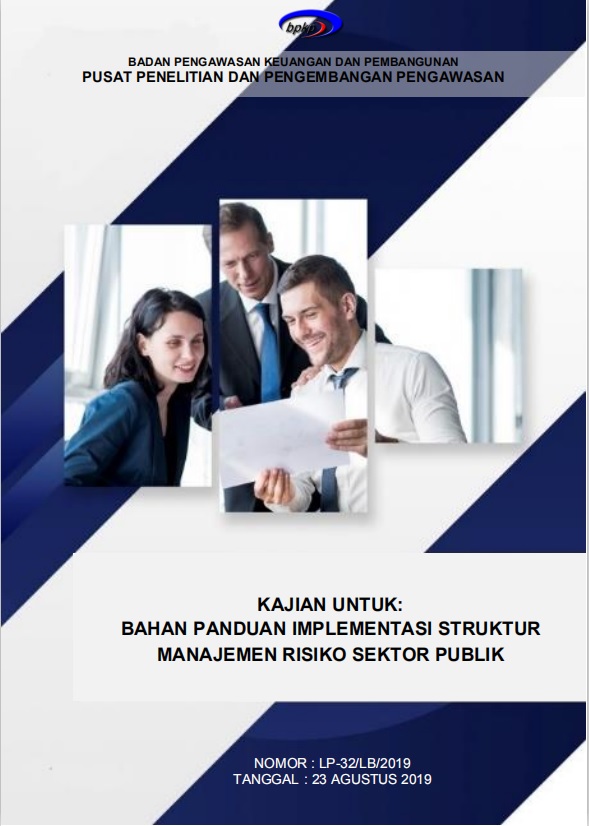 bpkp
BADAN PENGAWASAN KEUANGAN DAN PEMBANGUNAN
PUSAT PENELITIAN DAN PENGEMBANGAN PENGAWASAN
KAJIAN UNTUK:
BAHAN PANDUAN IMPLEMENTASI STRUKTUR
MANAJEMEN RISIKO SEKTOR PUBLIK
NOMOR : LP-32/LB/2019
TANGGAL : 23 AGUSTUS 2019